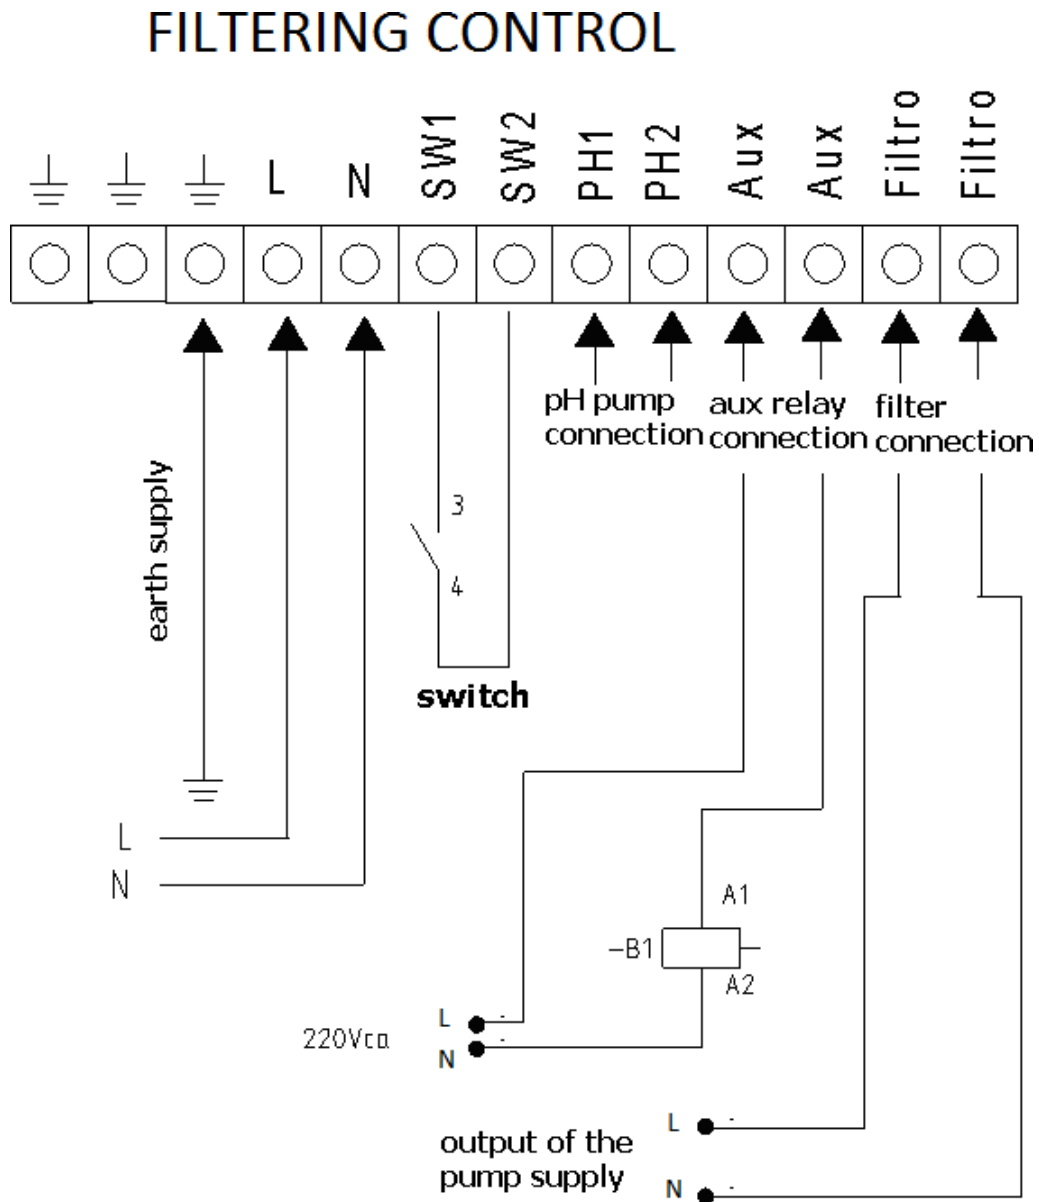 FILTERING CONTROL
L
N
SW1
SW2
PH1
PH2
Aux
Aux
Filtro
Filtro
pH pump
connection
aux relay
connection
filter
connection
earth supply
3
4
switch
L
N
A1
-B1
A2
220Vca
L
N
output of the
pump supply
L
N